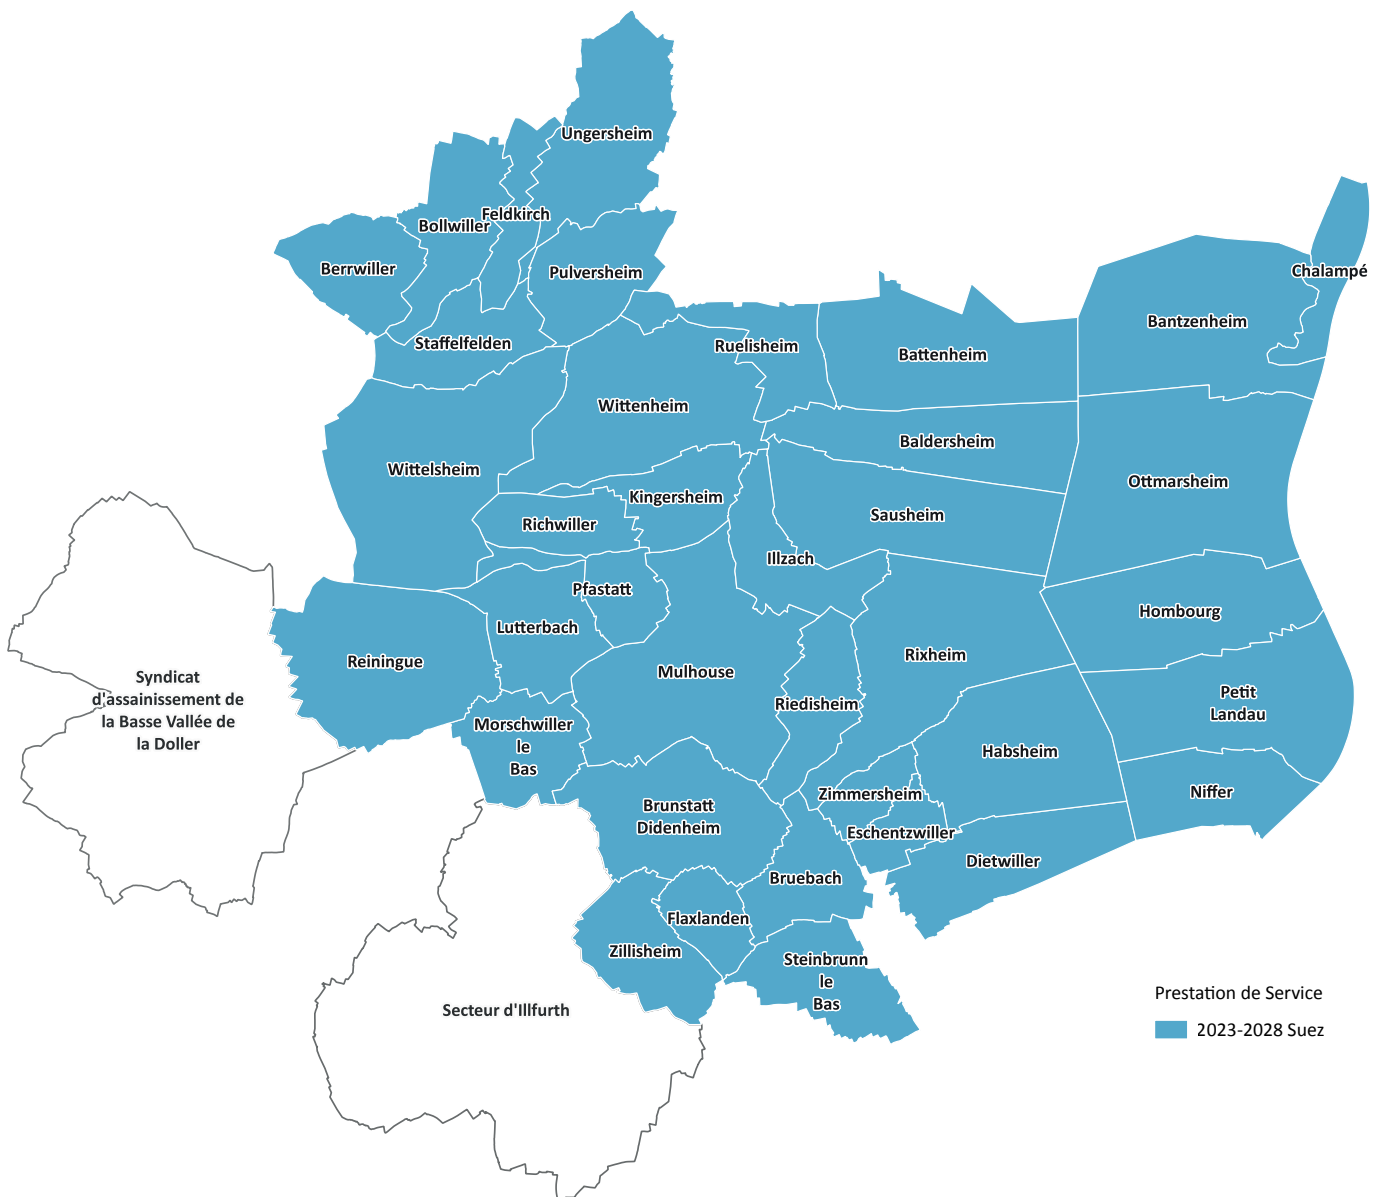 Ungersheim
Feldkirch
Bollwiller
Berrwiller
Pulversheim
Chalampé
Bantzenheim
Staffelfelden
Ruelisheim
Battenheim
Wittenheim
Baldersheim
Wittelsheim
Ottmarsheim
Kingersheim
Sausheim
Richwiller
Illzach
Pfastatt
Hombourg
Lutterbach
Rixheim
Reiningue
Mulhouse
Syndicat
d'assainissement de
la Basse Vallée de
la Doller
Riedisheim
Petit
Landau
Morschwiller
le
Bas
Habsheim
Zimmersheim
Niffer
Brunstatt
Didenheim
Eschentzwiller
Dietwiller
Bruebach
Flaxlanden
Zillisheim
Steinbrunn
le
Bas
Secteur d'Illfurth
Prestation de Service
2023-2028 Suez